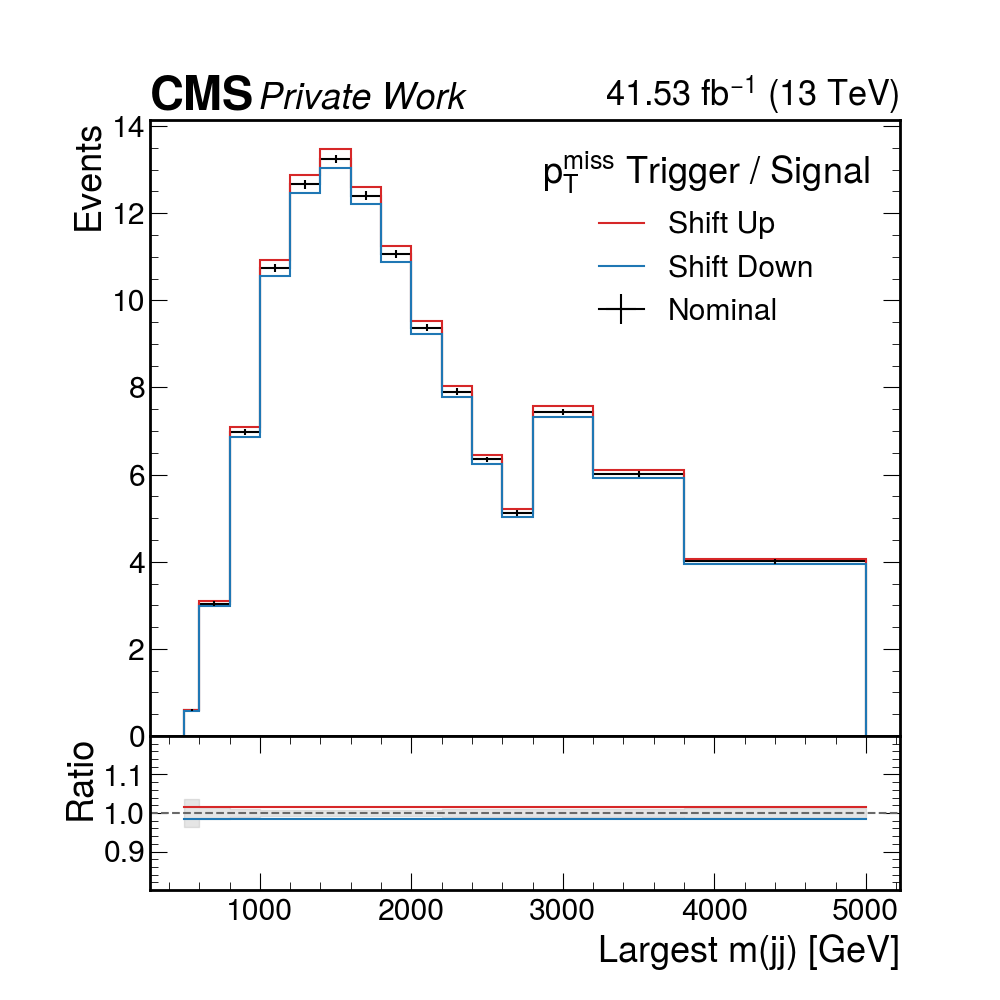 CMS Private Work 41.53 fb⁻¹ (13 TeV)
Events
14
12
10
8
6
4
2
0
p_T^miss Trigger / Signal
Shift Up
Shift Down
Nominal
Ratio
1.1
1.0
0.9
1000 2000 3000 4000 5000
Largest m(jj) [GeV]